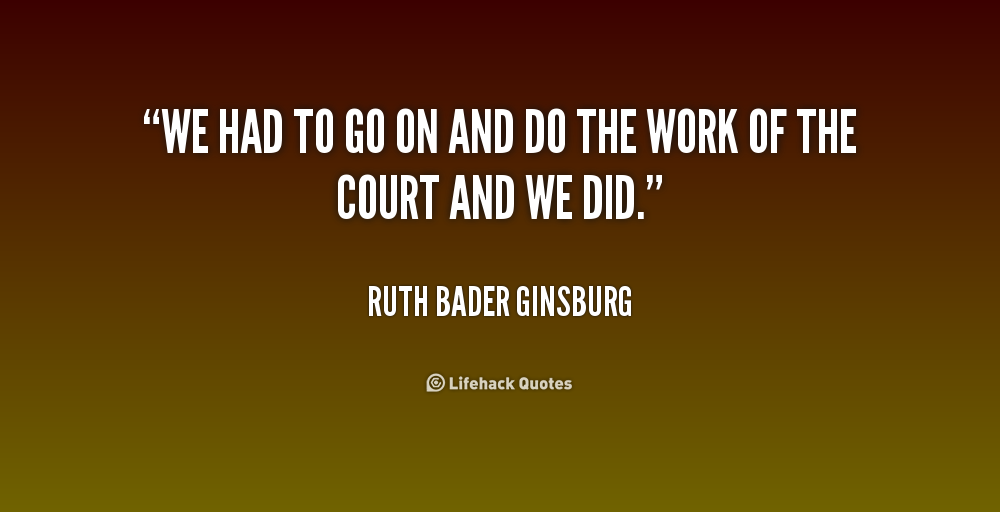 “WE HAD TO GO ON AND DO THE WORK OF THE
COURT AND WE DID.”
RUTH BADER GINSBURG
Lifehack Quotes